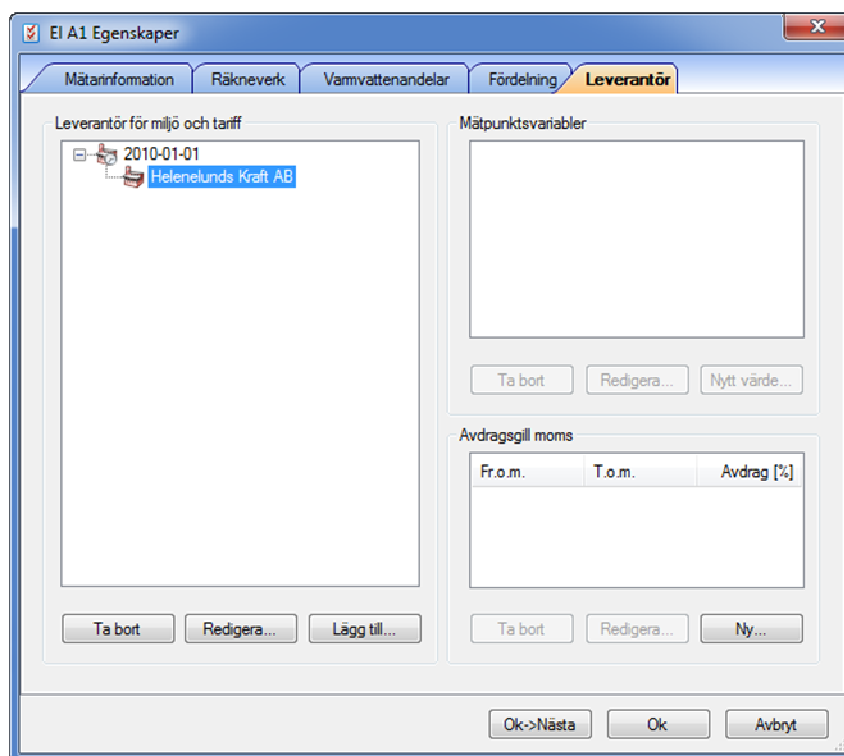 El A1 Egenskaper
Mätarinformation
Räkneverk
Varmvattenandelar
Fördelning
Leverantör
Leverantör för miljö och tariff
2010-01-01
Helenelunds Kraft AB
Ta bort
Redigera...
Lägg till...
Mätpunktsvariabler
Ta bort
Redigera...
Nytt värde...
Avdragsgill moms
Fr.o.m.
T.o.m.
Avdrag [%]
Ta bort
Redigera...
Ny...
Ok->Nästa
Ok
Avbryt